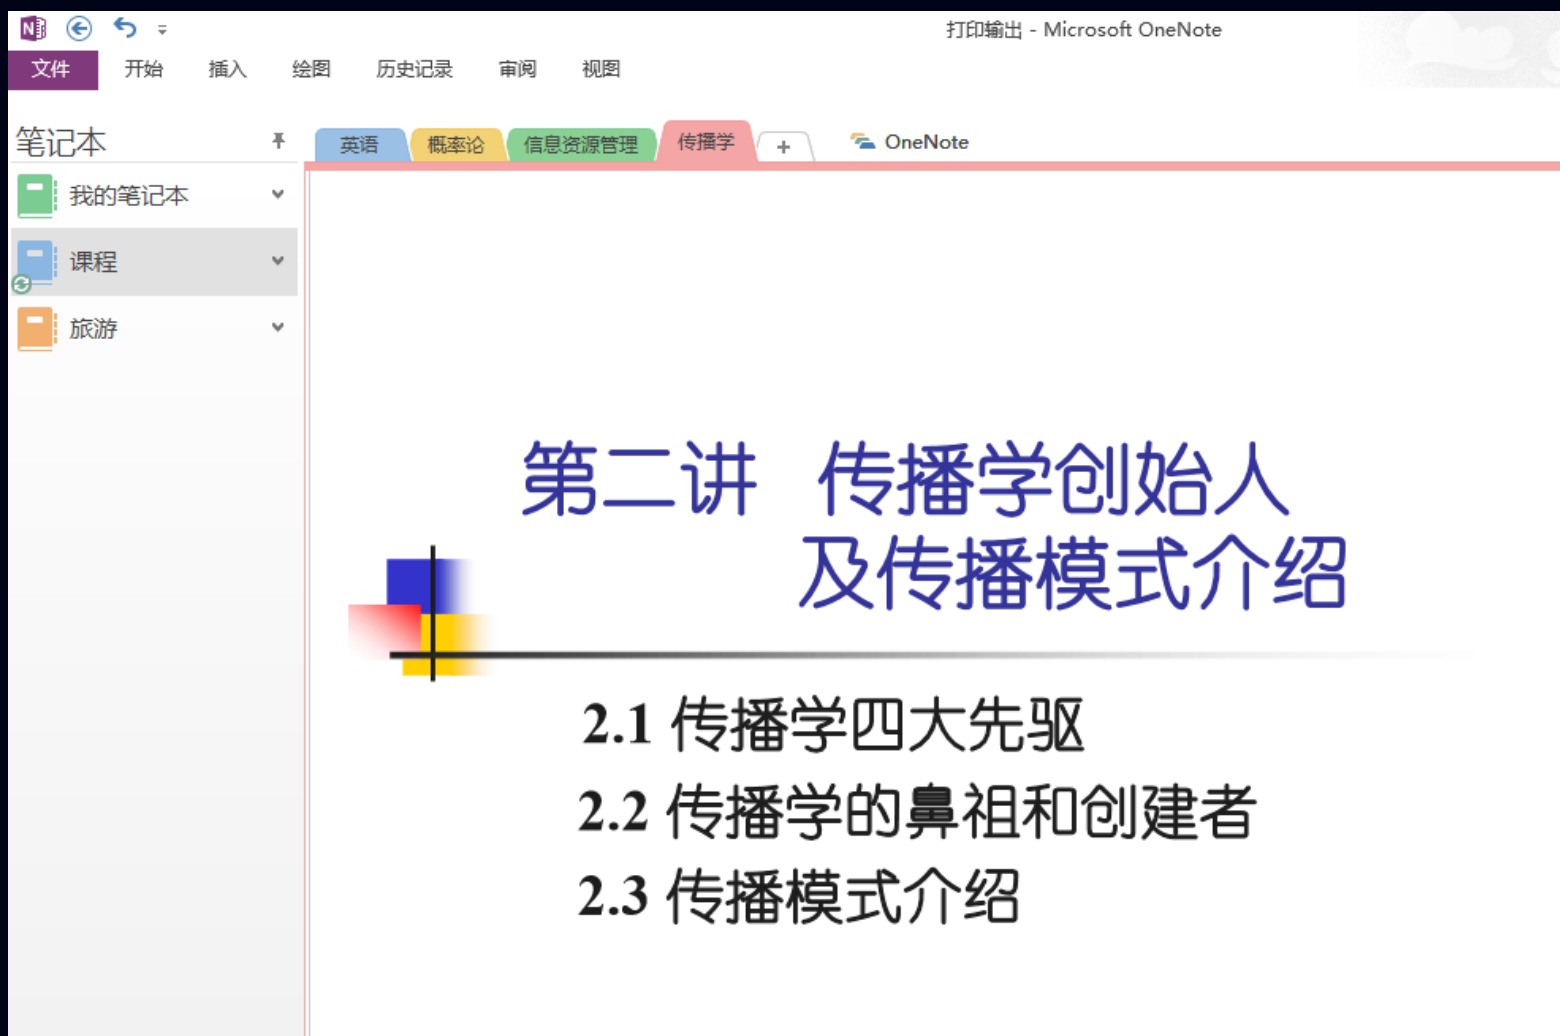 打印输出 - Microsoft OneNote
文件 开始 插入 绘图 历史记录 审阅 视图
笔记本
英语 概率论 信息资源管理 传播学 + OneNote
我的笔记本
课程
旅游
第二讲 传播学创始人
及传播模式介绍
2.1 传播学四大先驱
2.2 传播学的鼻祖和创建者
2.3 传播模式介绍